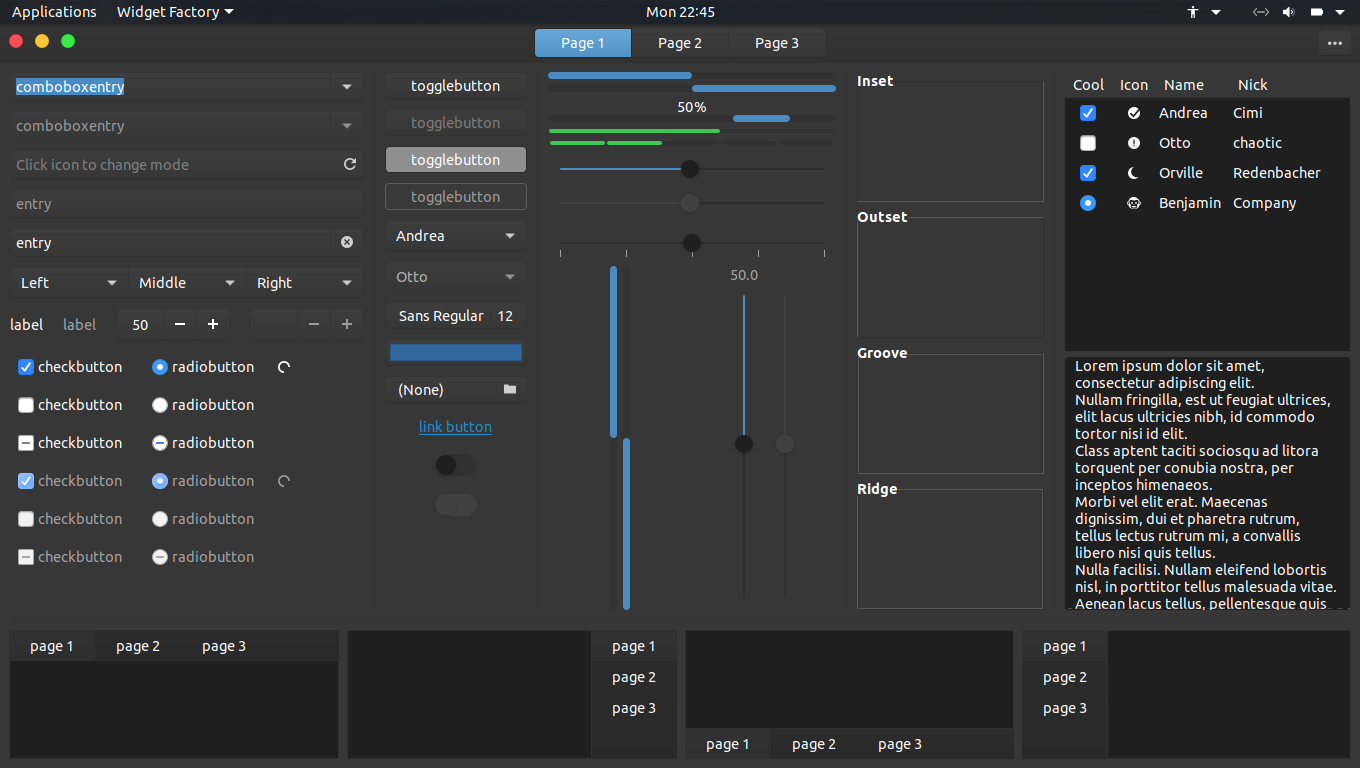 Applications Widget Factory Mon 22:45
Page 1 Page 2 Page 3
comboboxentry
comboboxentry
Click icon to change mode
entry
entry
Left Middle Right
label label 50
checkbutton radiobutton
checkbutton radiobutton
checkbutton radiobutton
checkbutton radiobutton
checkbutton radiobutton
checkbutton radiobutton
togglebutton
togglebutton
togglebutton
togglebutton
Andrea
Otto
Sans Regular 12
(None)
link button
50%
50.0
Inset
Outset
Groove
Ridge
Cool Icon Name Nick
Andrea Cimi
Otto chaotic
Orville Redenbacher
Benjamin Company
Lorem ipsum dolor sit amet,
consectetur adipiscing elit.
Nullam fringilla, est ut feugiat ultrices,
elit lacus ultricies nibh, id commodo
tortor nisi id elit.
Class aptent taciti sociosqu ad litora
torquent per conubia nostra, per
inceptos himenaeos.
Morbi vel elit erat. Maecenas
dignissim, dui et pharetra rutrum,
tellus lectus rutrum mi, a convallis
libero nisi quis tellus.
Nulla facilisi. Nullam eleifend lobortis
nisl, in porttitor tellus malesuada vitae.
Aenean lacus tellus, pellentesque quis
page 1 page 2 page 3
page 1
page 2
page 3
page 1 page 2 page 3
page 1
page 2
page 3